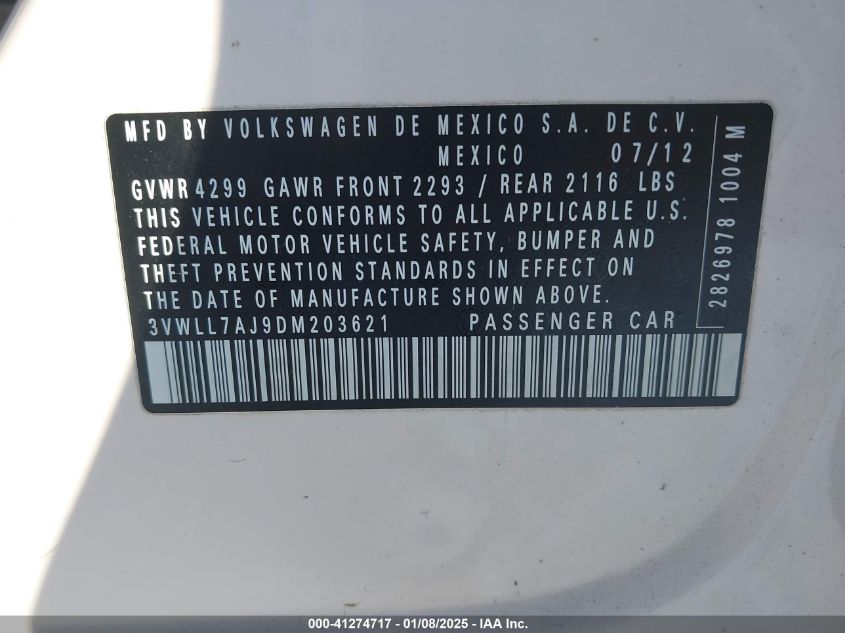 MFD BY VOLKSWAGEN DE MEXICO S.A. DE C.V.
MEXICO 07/12
GVWR 4299 GAWR FRONT 2293 / REAR 2116 LBS
THIS VEHICLE CONFORMS TO ALL APPLICABLE U.S.
FEDERAL MOTOR VEHICLE SAFETY, BUMPER AND
THEFT PREVENTION STANDARDS IN EFFECT ON
THE DATE OF MANUFACTURE SHOWN ABOVE.
3VWLL7AJ9DM203621 PASSENGER CAR
2826978 1004 M
000-41274717 - 01/08/2025 - IAA Inc.